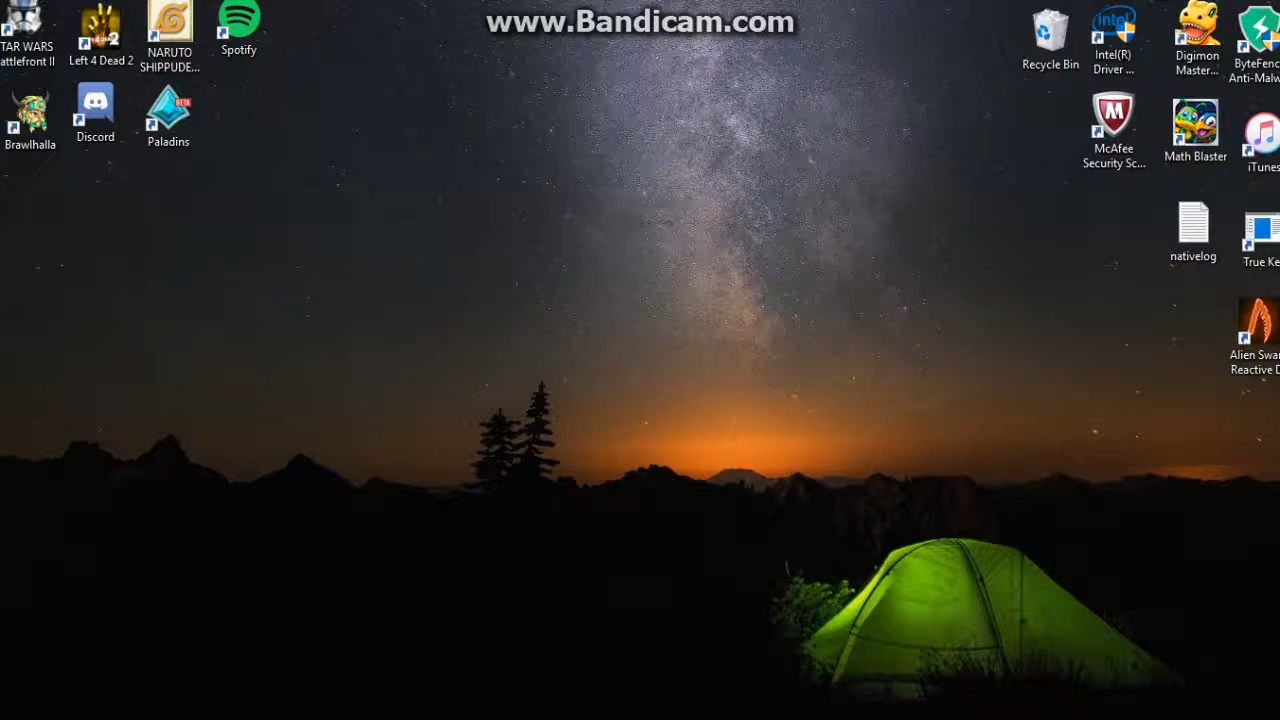 www.Bandicam.com
TAR WARS
attlefront II
Left 4 Dead 2
NARUTO
SHIPPUDE...
Spotify
Brawlhalla
Discord
BETA
Paladins
Recycle Bin
intel
Intel(R)
Driver ...
Digimon
Master...
ByteFenc
Anti-Malw
McAfee
Security Sc...
Math Blaster
iTunes
nativelog
True Ke
Alien Swar
Reactive D